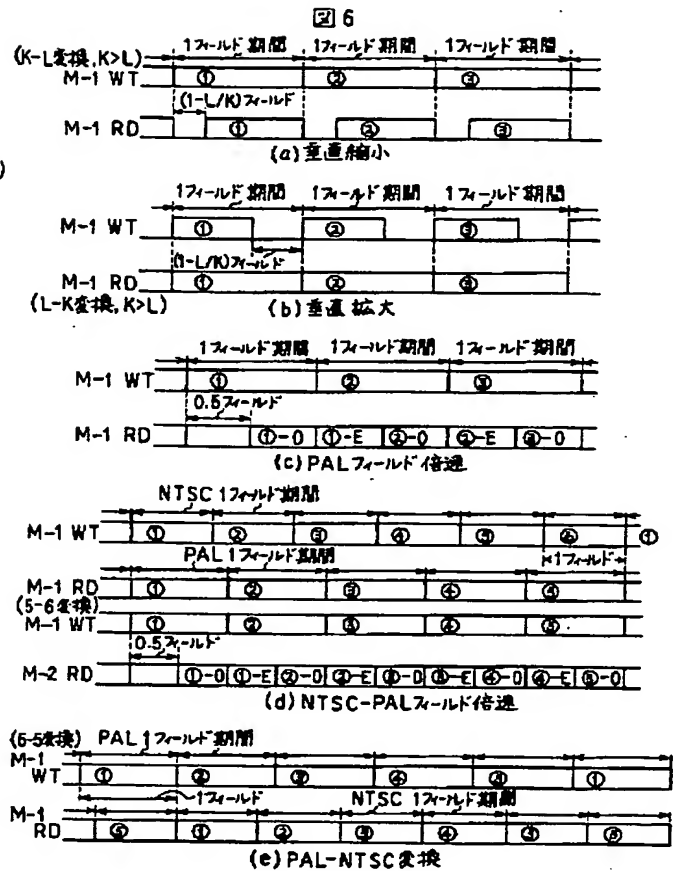 図6
1フィールド期間 1フィールド期間 1フィールド期間
(K-L変換,K>L)
M-1 WT ① ② ③
(1-L/K)フィールド
M-1 RD ① ② ③
(a)垂直縮小
)
1フィールド期間 1フィールド期間 1フィールド期間
M-1 WT ① ② ③
(1-L/K)フィールド
M-1 RD ① ② ③
(L-K変換,K>L)
(b)垂直拡大
1フィールド期間 1フィールド期間 1フィールド期間
M-1 WT ① ② ③
0.5フィールド
M-1 RD ①-O ①-E ②-O ②-E ③-O
(c)PALフィールド倍速
NTSC 1フィールド期間
M-1 WT ① ② ③ ④ ⑤ ⑥ ①
PAL 1フィールド期間 1フィールド
M-1 RD ① ② ③ ④ ⑤
(5-6変換)
M-1 WT ① ② ③ ④ ⑤
0.5フィールド
M-2 RD ①-O ①-E ②-O ②-E ③-O ③-E ④-O ④-E ⑤-O
(d)NTSC-PALフィールド倍速
PAL 1フィールド期間
M-1
WT ① ② ③ ④ ⑤ ①
1フィールド NTSC 1フィールド期間
M-1
RD ⑤ ① ② ③ ④
(e)PAL-NTSC変換